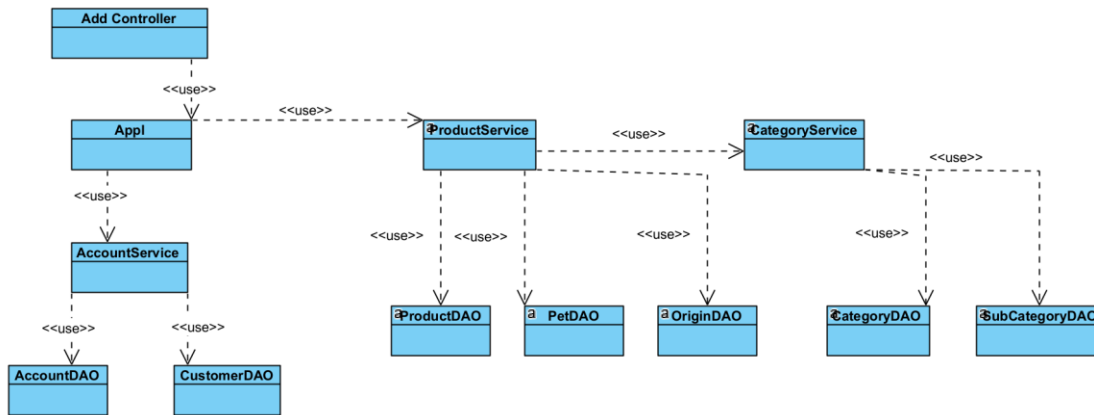 Add Controller
<<use>>
<<use>>
Appl
a ProductService
<<use>>
a CategoryService
<<use>>
<<use>>
<<use>>
<<use>>
<<use>>
<<use>>
AccountService
a ProductDAO
a PetDAO
a OriginDAO
a CategoryDAO
a SubCategoryDAO
<<use>>
<<use>>
AccountDAO
CustomerDAO